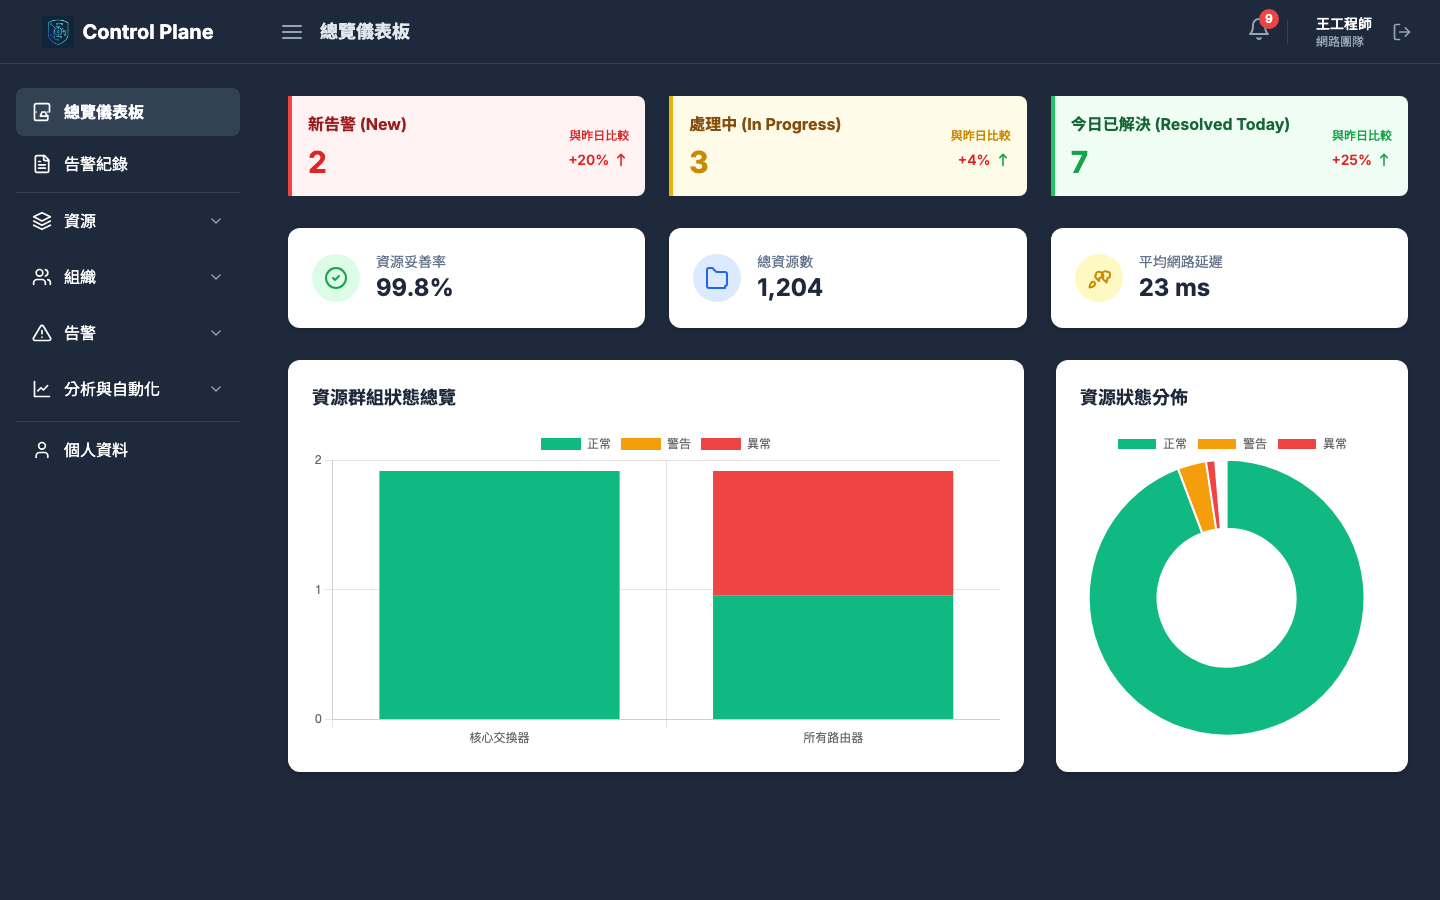 Control Plane
總覽儀表板
9
王工程師
網路團隊
總覽儀表板
告警紀錄
資源
組織
告警
分析與自動化
個人資料
新告警 (New)
2
與昨日比較
+20% ↑
處理中 (In Progress)
3
與昨日比較
+4% ↑
今日已解決 (Resolved Today)
7
與昨日比較
+25% ↑
資源妥善率
99.8%
總資源數
1,204
平均網路延遲
23 ms
資源群組狀態總覽
正常 警告 異常
2
1
0
核心交換器 所有路由器
資源狀態分佈
正常 警告 異常